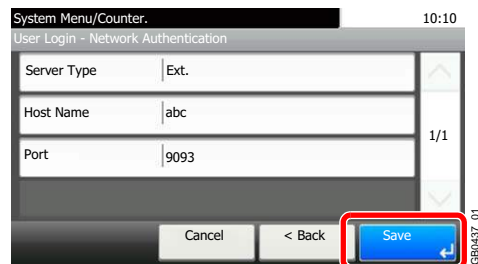 System Menu/Counter. 10:10
User Login - Network Authentication
Server Type Ext.
Host Name abc
1/1
Port 9093
Cancel < Back Save
GB0437_01